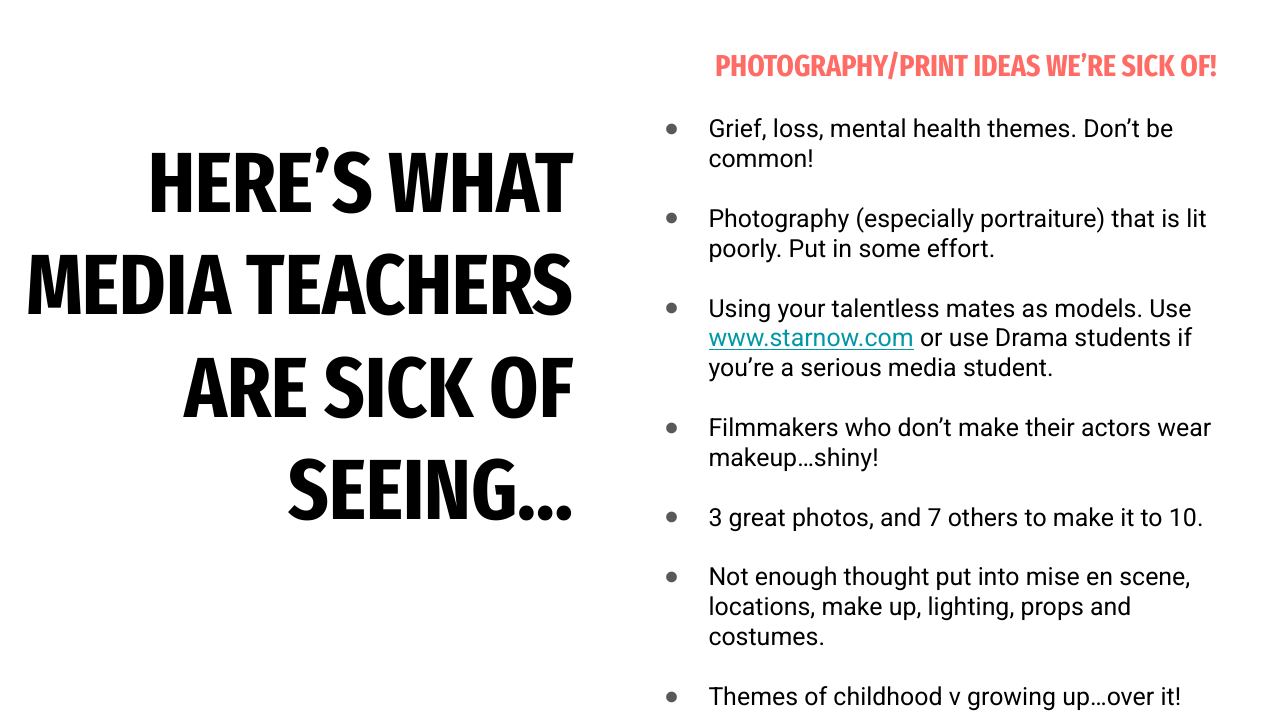 HERE’S WHAT
MEDIA TEACHERS
ARE SICK OF
SEEING...
PHOTOGRAPHY/PRINT IDEAS WE’RE SICK OF!
● Grief, loss, mental health themes. Don’t be
common!
● Photography (especially portraiture) that is lit
poorly. Put in some effort.
● Using your talentless mates as models. Use
www.starnow.com or use Drama students if
you’re a serious media student.
● Filmmakers who don’t make their actors wear
makeup…shiny!
● 3 great photos, and 7 others to make it to 10.
● Not enough thought put into mise en scene,
locations, make up, lighting, props and
costumes.
● Themes of childhood v growing up…over it!